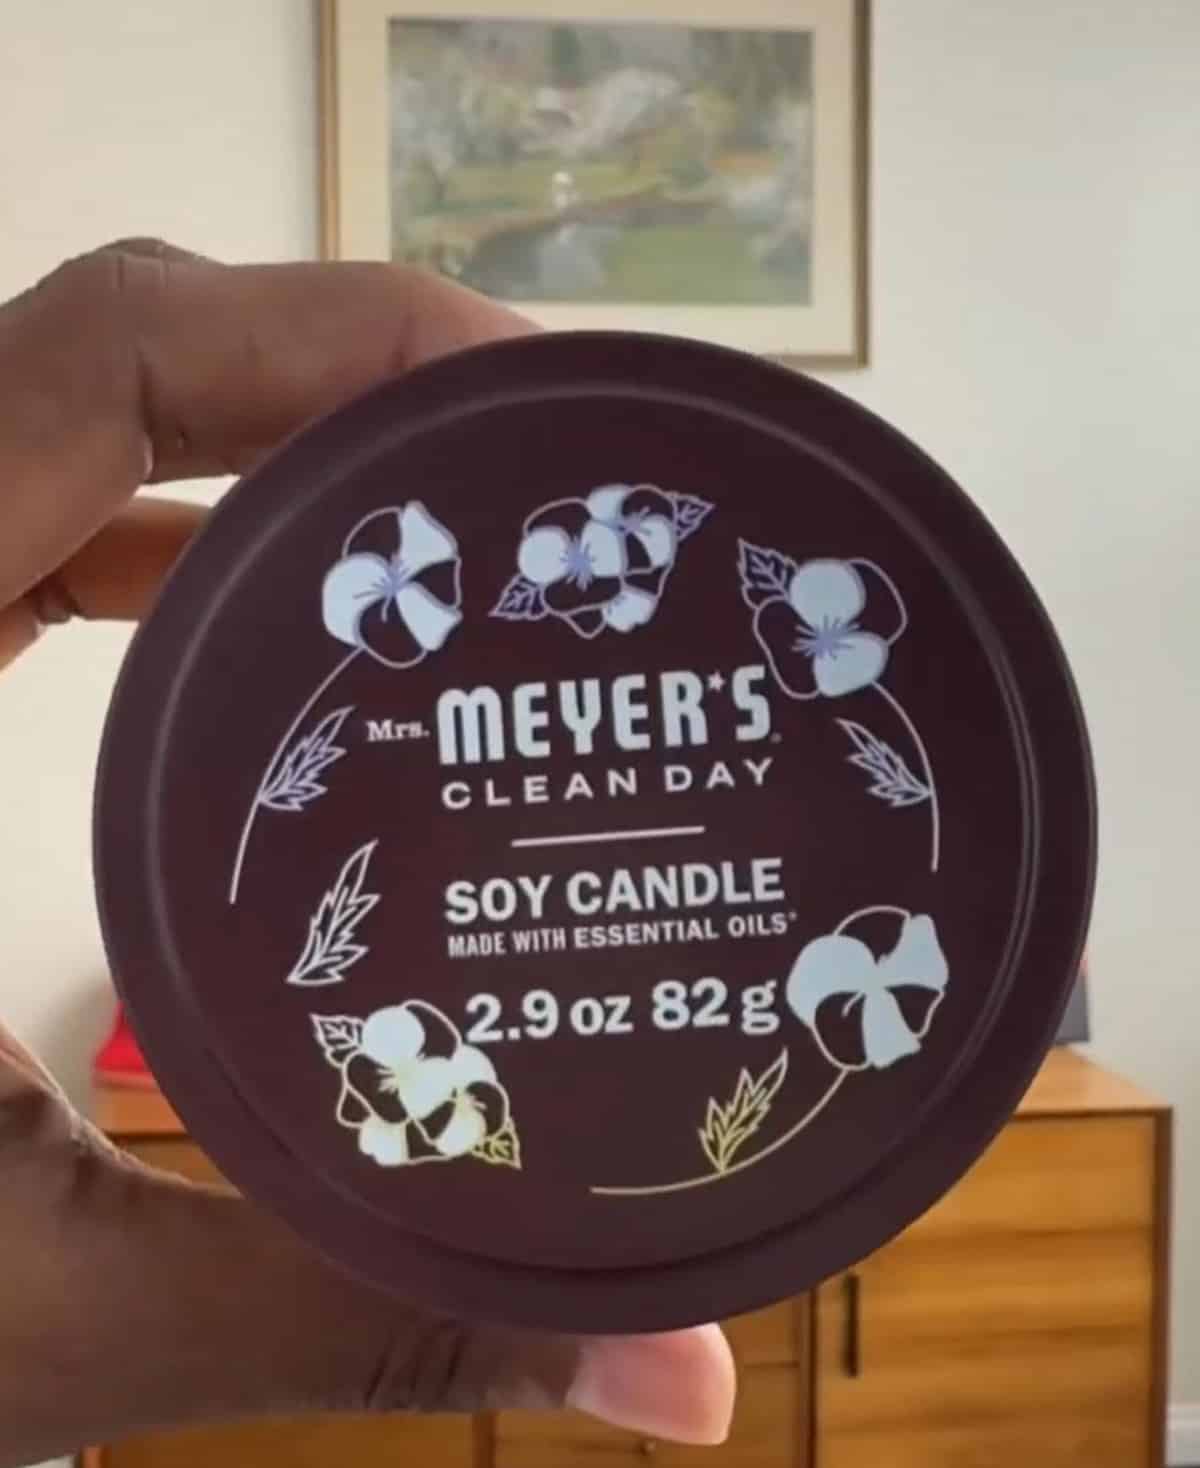 Mrs. MEYER*S®
CLEAN DAY
SOY CANDLE
MADE WITH ESSENTIAL OILS*
2.9 oz 82 g